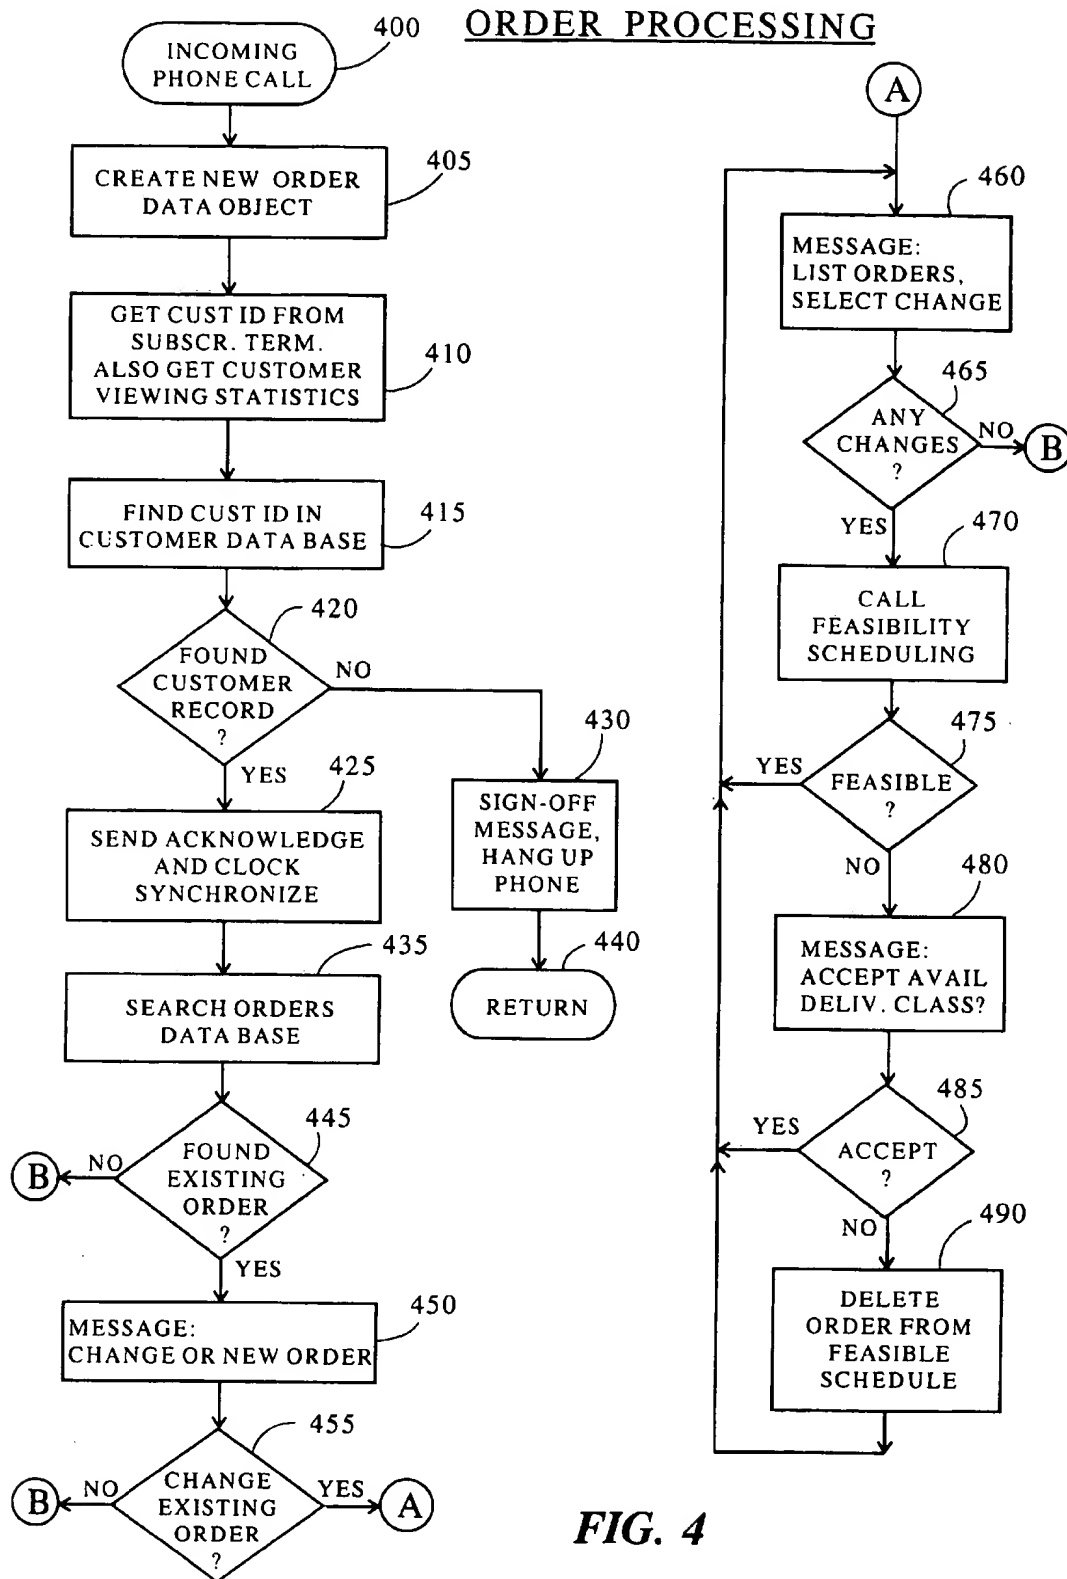 ORDER PROCESSING
INCOMING
PHONE CALL
400
CREATE NEW ORDER
DATA OBJECT
405
GET CUST ID FROM
SUBSCR. TERM.
ALSO GET CUSTOMER
VIEWING STATISTICS
410
FIND CUST ID IN
CUSTOMER DATA BASE
415
FOUND
CUSTOMER
RECORD
?
420
NO
YES
SEND ACKNOWLEDGE
AND CLOCK
SYNCHRONIZE
425
SIGN-OFF
MESSAGE,
HANG UP
PHONE
430
RETURN
440
SEARCH ORDERS
DATA BASE
435
FOUND
EXISTING
ORDER
?
445
NO
B
YES
MESSAGE:
CHANGE OR NEW ORDER
450
CHANGE
EXISTING
ORDER
?
455
NO
B
YES
A
A
MESSAGE:
LIST ORDERS,
SELECT CHANGE
460
ANY
CHANGES
?
465
NO
B
YES
CALL
FEASIBILITY
SCHEDULING
470
FEASIBLE
?
475
YES
NO
MESSAGE:
ACCEPT AVAIL
DELIV. CLASS?
480
ACCEPT
?
485
YES
NO
DELETE
ORDER FROM
FEASIBLE
SCHEDULE
490
FIG. 4